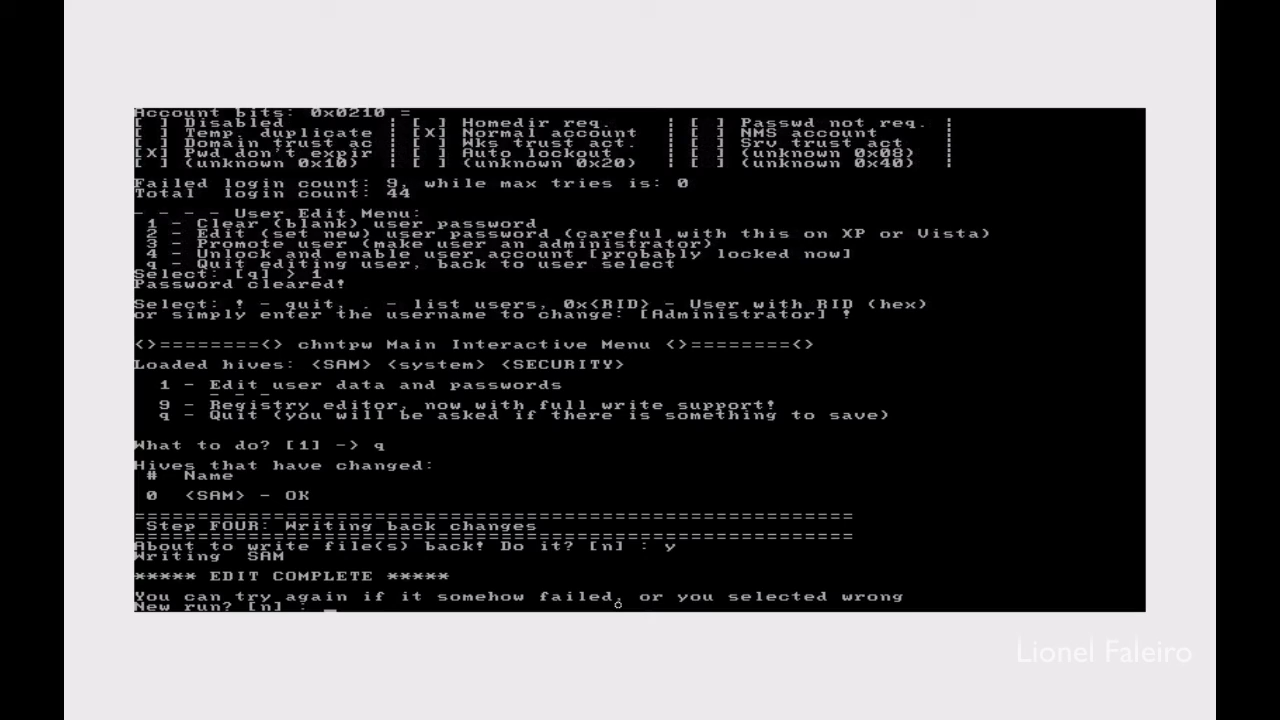 Account bits: 0x0210 =
[ ] Disabled | [ ] Homedir req. | [ ] Passwd not req. |
[ ] Temp. duplicate | [X] Normal account | [ ] NMS account |
[ ] Domain trust ac | [ ] Wks trust act. | [ ] Srv trust act |
[X] Pwd don't expir | [ ] Auto lockout | [ ] (unknown 0x08) |
[ ] (unknown 0x10) | [ ] (unknown 0x20) | [ ] (unknown 0x40) |
Failed login count: 9, while max tries is: 0
Total login count: 44
- - - - User Edit Menu:
1 - Clear (blank) user password
2 - Edit (set new) user password (careful with this on XP or Vista)
3 - Promote user (make user an administrator)
4 - Unlock and enable user account [probably locked now]
q - Quit editing user, back to user select
Select: [q] > 1
Password cleared!
Select: ! - quit, . - list users, 0x<RID> - User with RID (hex)
or simply enter the username to change: [Administrator] !
<>========<> chntpw Main Interactive Menu <>========<>
Loaded hives: <SAM> <system> <SECURITY>
1 - Edit user data and passwords
- - -
9 - Registry editor, now with full write support!
q - Quit (you will be asked if there is something to save)
What to do? [1] -> q
Hives that have changed:
# Name
0 <SAM> - OK
=========================================================
Step FOUR: Writing back changes
=========================================================
About to write file(s) back! Do it? [n] : y
Writing SAM
***** EDIT COMPLETE *****
You can try again if it somehow failed, or you selected wrong
New run? [n] : _
Lionel Faleiro